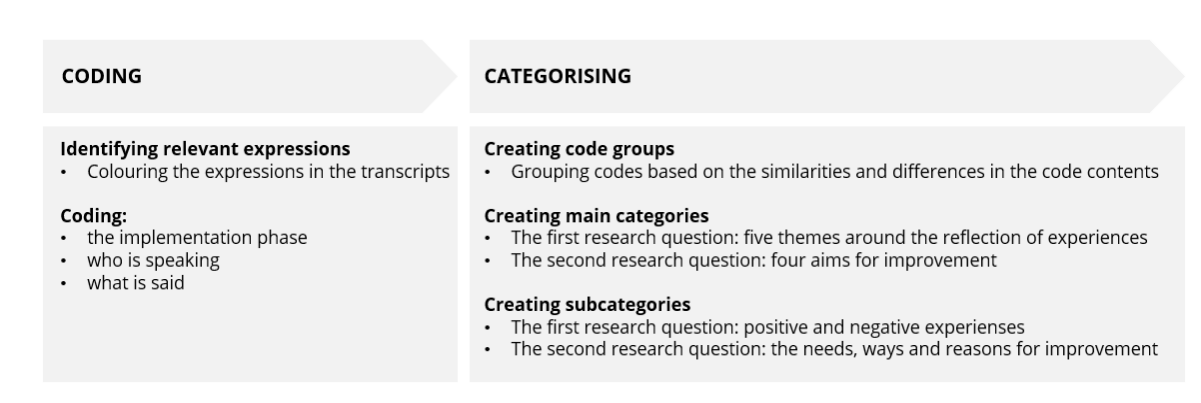 CODING
Identifying relevant expressions
• Colouring the expressions in the transcripts
Coding:
• the implementation phase
• who is speaking
• what is said
CATEGORISING
Creating code groups
• Grouping codes based on the similarities and differences in the code contents
Creating main categories
• The first research question: five themes around the reflection of experiences
• The second research question: four aims for improvement
Creating subcategories
• The first research question: positive and negative experienses
• The second research question: the needs, ways and reasons for improvement